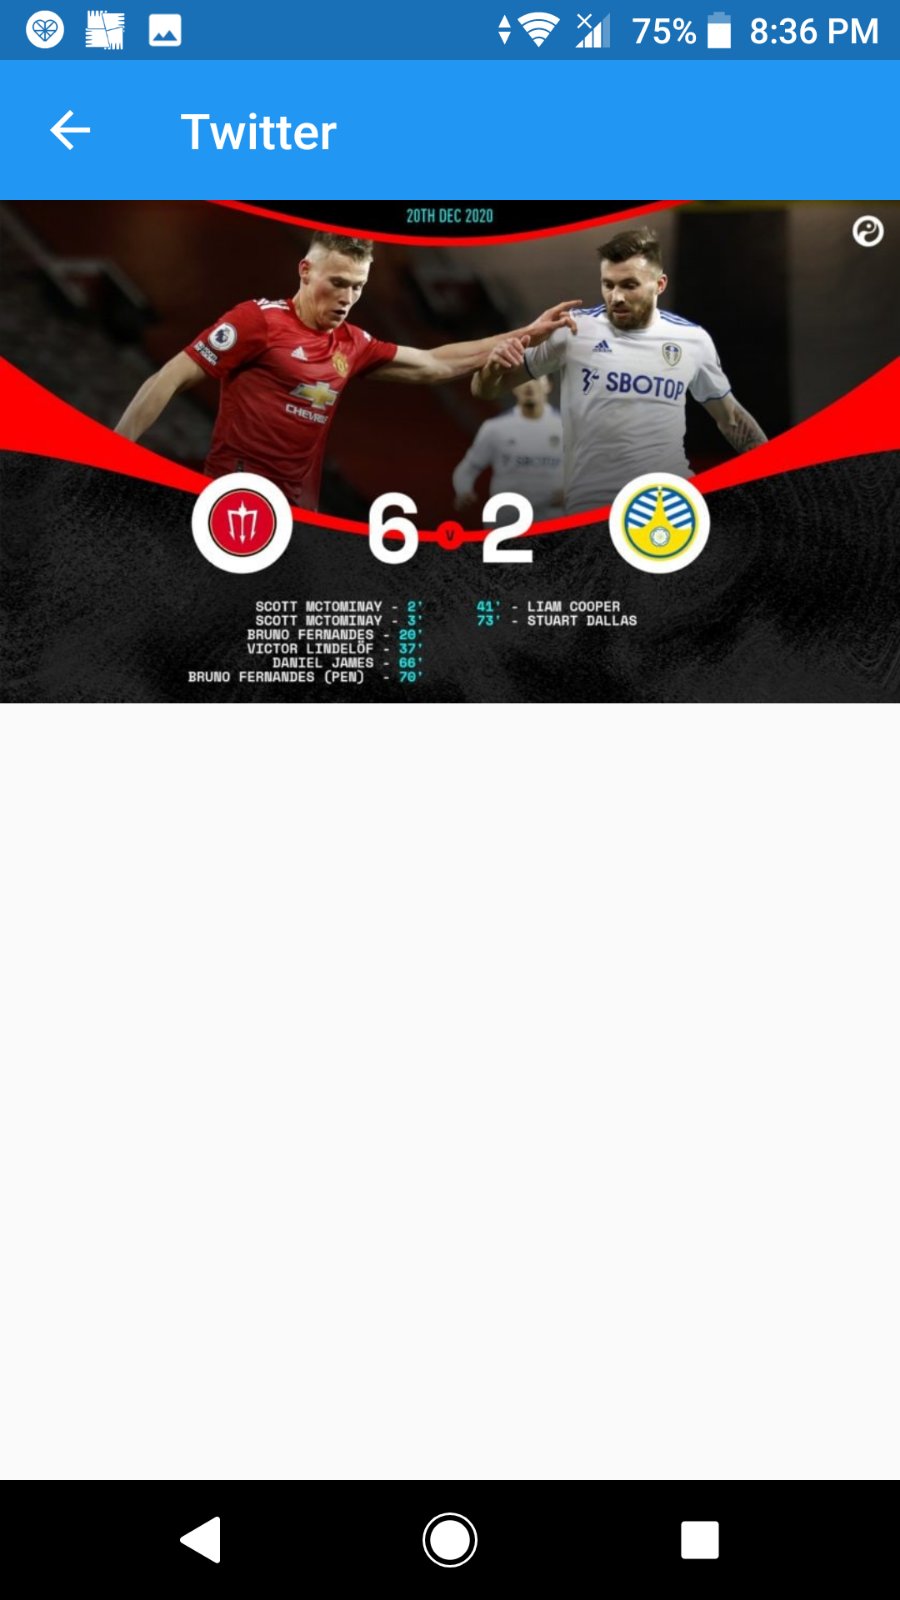 75% 8:36 PM
Twitter
20TH DEC 2020
CHEVROLET
SBOTOP
6 V 2
SCOTT MCTOMINAY - 2' 41' - LIAM COOPER
SCOTT MCTOMINAY - 3' 73' - STUART DALLAS
BRUNO FERNANDES - 20'
VICTOR LINDELÖF - 37'
DANIEL JAMES - 66'
BRUNO FERNANDES (PEN) - 70'